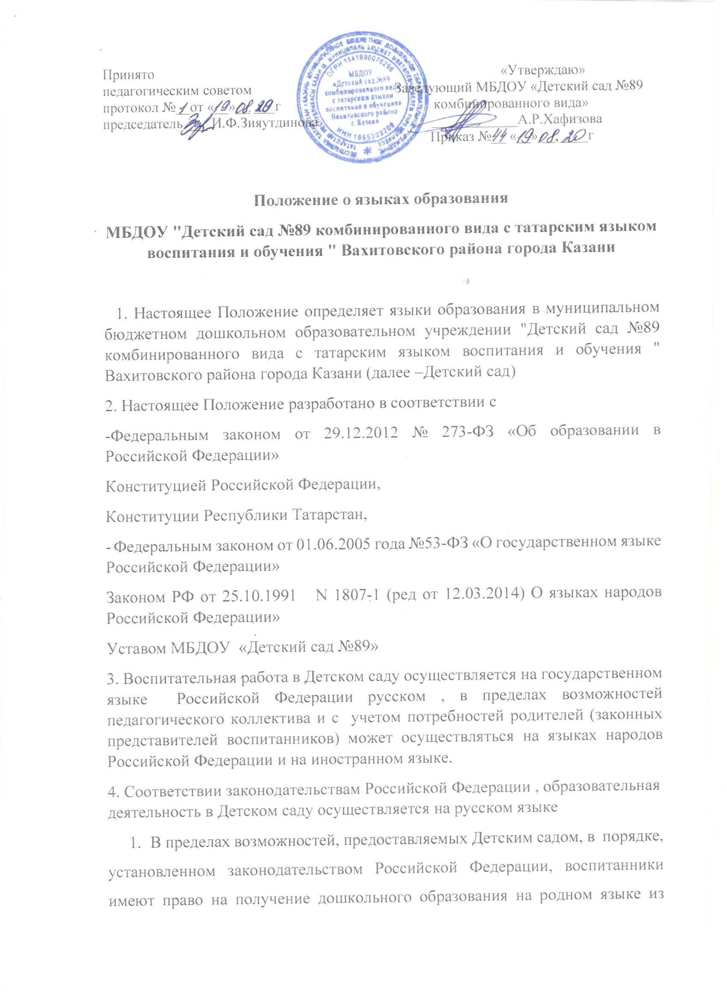 Принято
педагогическим советом
протокол № 1 от «19» 08. 20 г
председатель И.Ф.Зияутдинова
МУНИЦИПАЛЬНОЕ БЮДЖЕТНОЕ ДОШКОЛЬНОЕ ОБРАЗОВАТЕЛЬНОЕ УЧРЕЖДЕНИЕ
РЕСПУБЛИКА ТАТАРСТАН г.КАЗАНЬ
ОГРН 1141690076296
МБДОУ
«Детский сад №89
комбинированного вида
с татарским языком
воспитания и обучения»
Вахитовского района
г. Казани
ИНН 1655303209
«Утверждаю»
Заведующий МБДОУ «Детский сад №89
комбинированного вида»
А.Р.Хафизова
Приказ № 44 «19» 08. 20 г
Положение о языках образования
МБДОУ "Детский сад №89 комбинированного вида с татарским языком
воспитания и обучения " Вахитовского района города Казани
1. Настоящее Положение определяет языки образования в муниципальном
бюджетном дошкольном образовательном учреждении "Детский сад №89
комбинированного вида с татарским языком воспитания и обучения "
Вахитовского района города Казани (далее –Детский сад)
2. Настоящее Положение разработано в соответствии с
-Федеральным законом от 29.12.2012 № 273-ФЗ «Об образовании в
Российской Федерации»
Конституцией Российской Федерации,
Конституции Республики Татарстан,
- Федеральным законом от 01.06.2005 года №53-ФЗ «О государственном языке
Российской Федерации»
Законом РФ от 25.10.1991 N 1807-1 (ред от 12.03.2014) О языках народов
Российской Федерации»
Уставом МБДОУ «Детский сад №89»
3. Воспитательная работа в Детском саду осуществляется на государственном
языке Российской Федерации русском , в пределах возможностей
педагогического коллектива и с учетом потребностей родителей (законных
представителей воспитанников) может осуществляться на языках народов
Российской Федерации и на иностранном языке.
4. Соответствии законодательствам Российской Федерации , образовательная
деятельность в Детском саду осуществляется на русском языке
1. В пределах возможностей, предоставляемых Детским садом, в порядке,
установленном законодательством Российской Федерации, воспитанники
имеют право на получение дошкольного образования на родном языке из